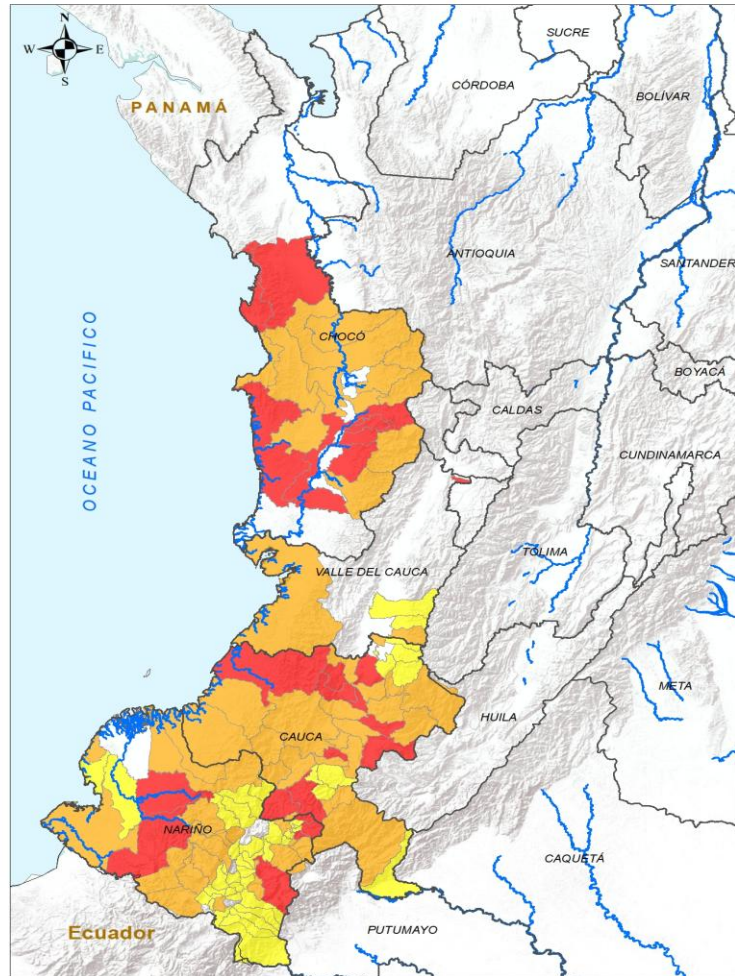 N
W E
S
SUCRE
CÓRDOBA
BOLÍVAR
PANAMÁ
ANTIOQUIA
SANTANDER
OCEANO PACIFICO
CHOCÓ
BOYACÁ
CALDAS
CUNDINAMARCA
TOLIMA
VALLE DEL CAUCA
META
HUILA
CAUCA
NARIÑO
CAQUETÁ
Ecuador
PUTUMAYO